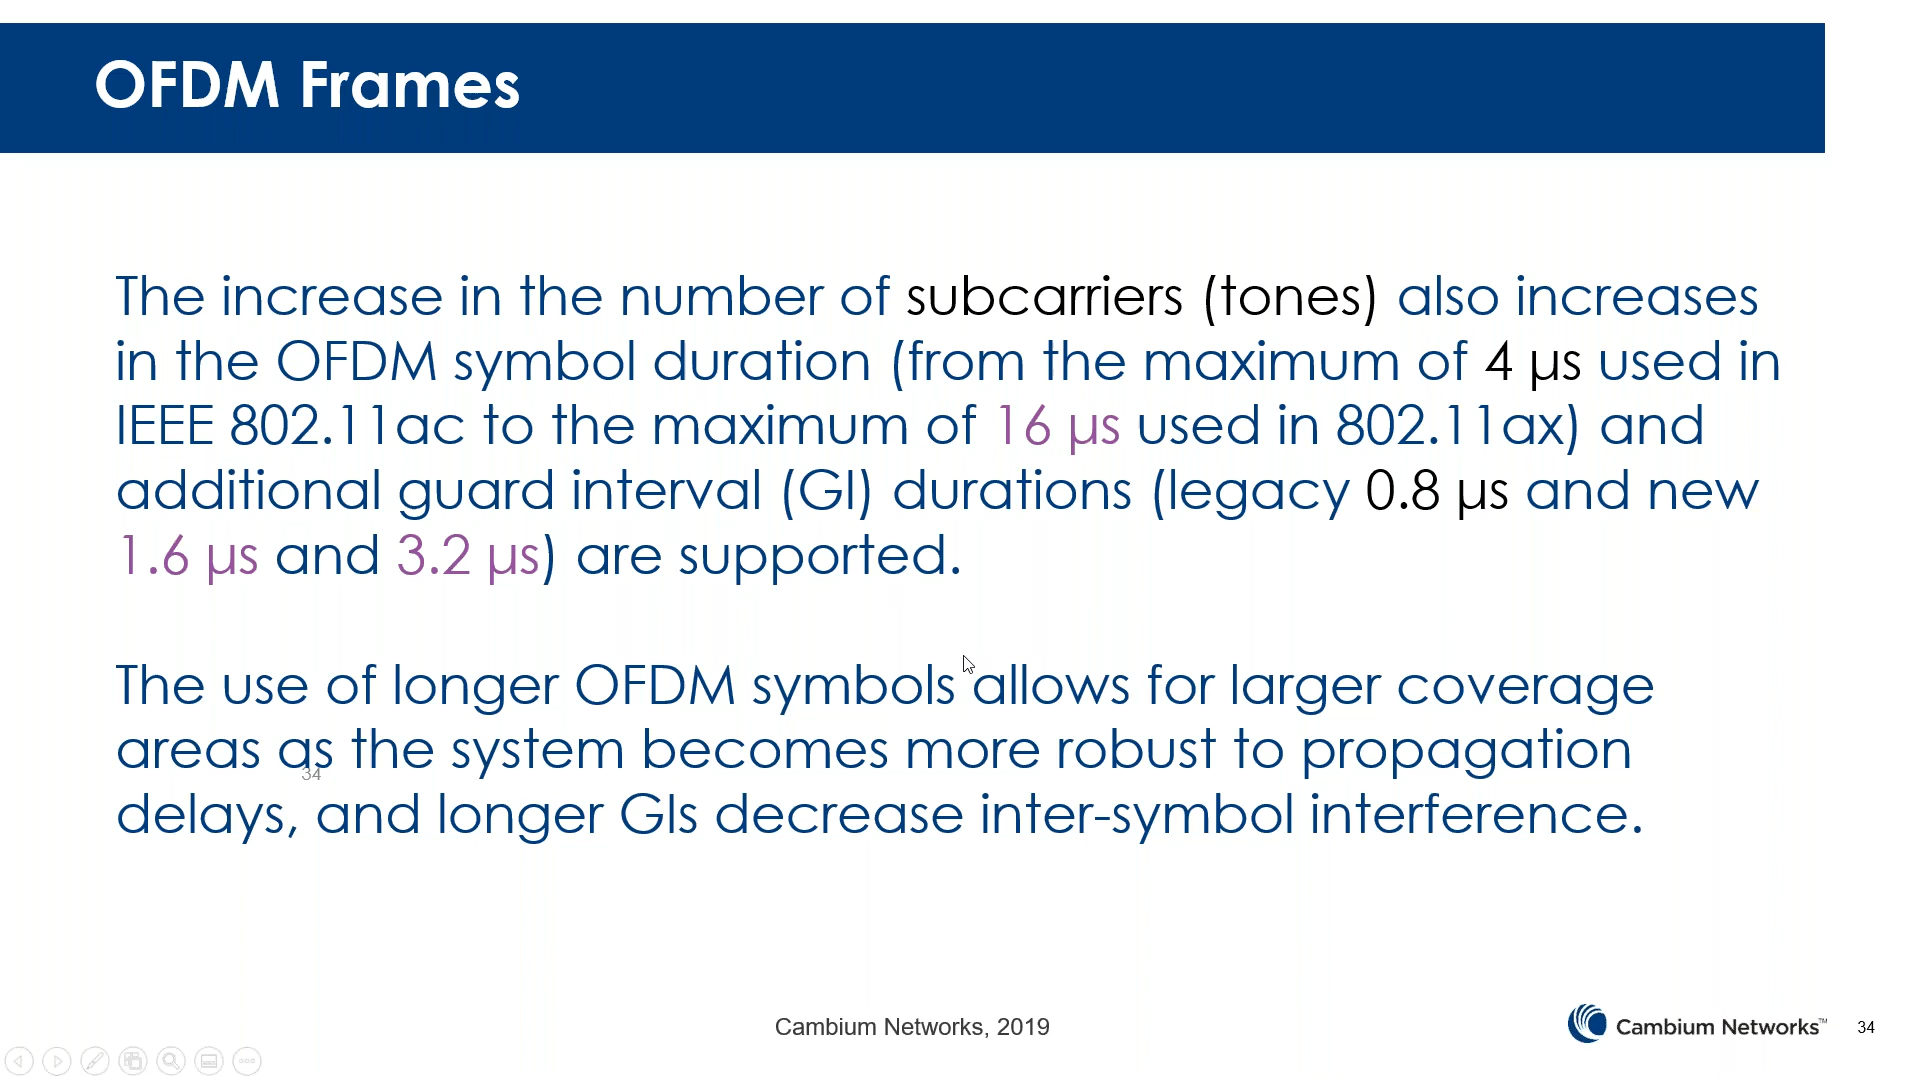 OFDM Frames
The increase in the number of subcarriers (tones) also increases
in the OFDM symbol duration (from the maximum of 4 µs used in
IEEE 802.11ac to the maximum of 16 µs used in 802.11ax) and
additional guard interval (GI) durations (legacy 0.8 µs and new
1.6 µs and 3.2 µs) are supported.
The use of longer OFDM symbols allows for larger coverage
areas as the system becomes more robust to propagation
34
delays, and longer GIs decrease inter-symbol interference.
Cambium Networks, 2019
Cambium Networks™
34